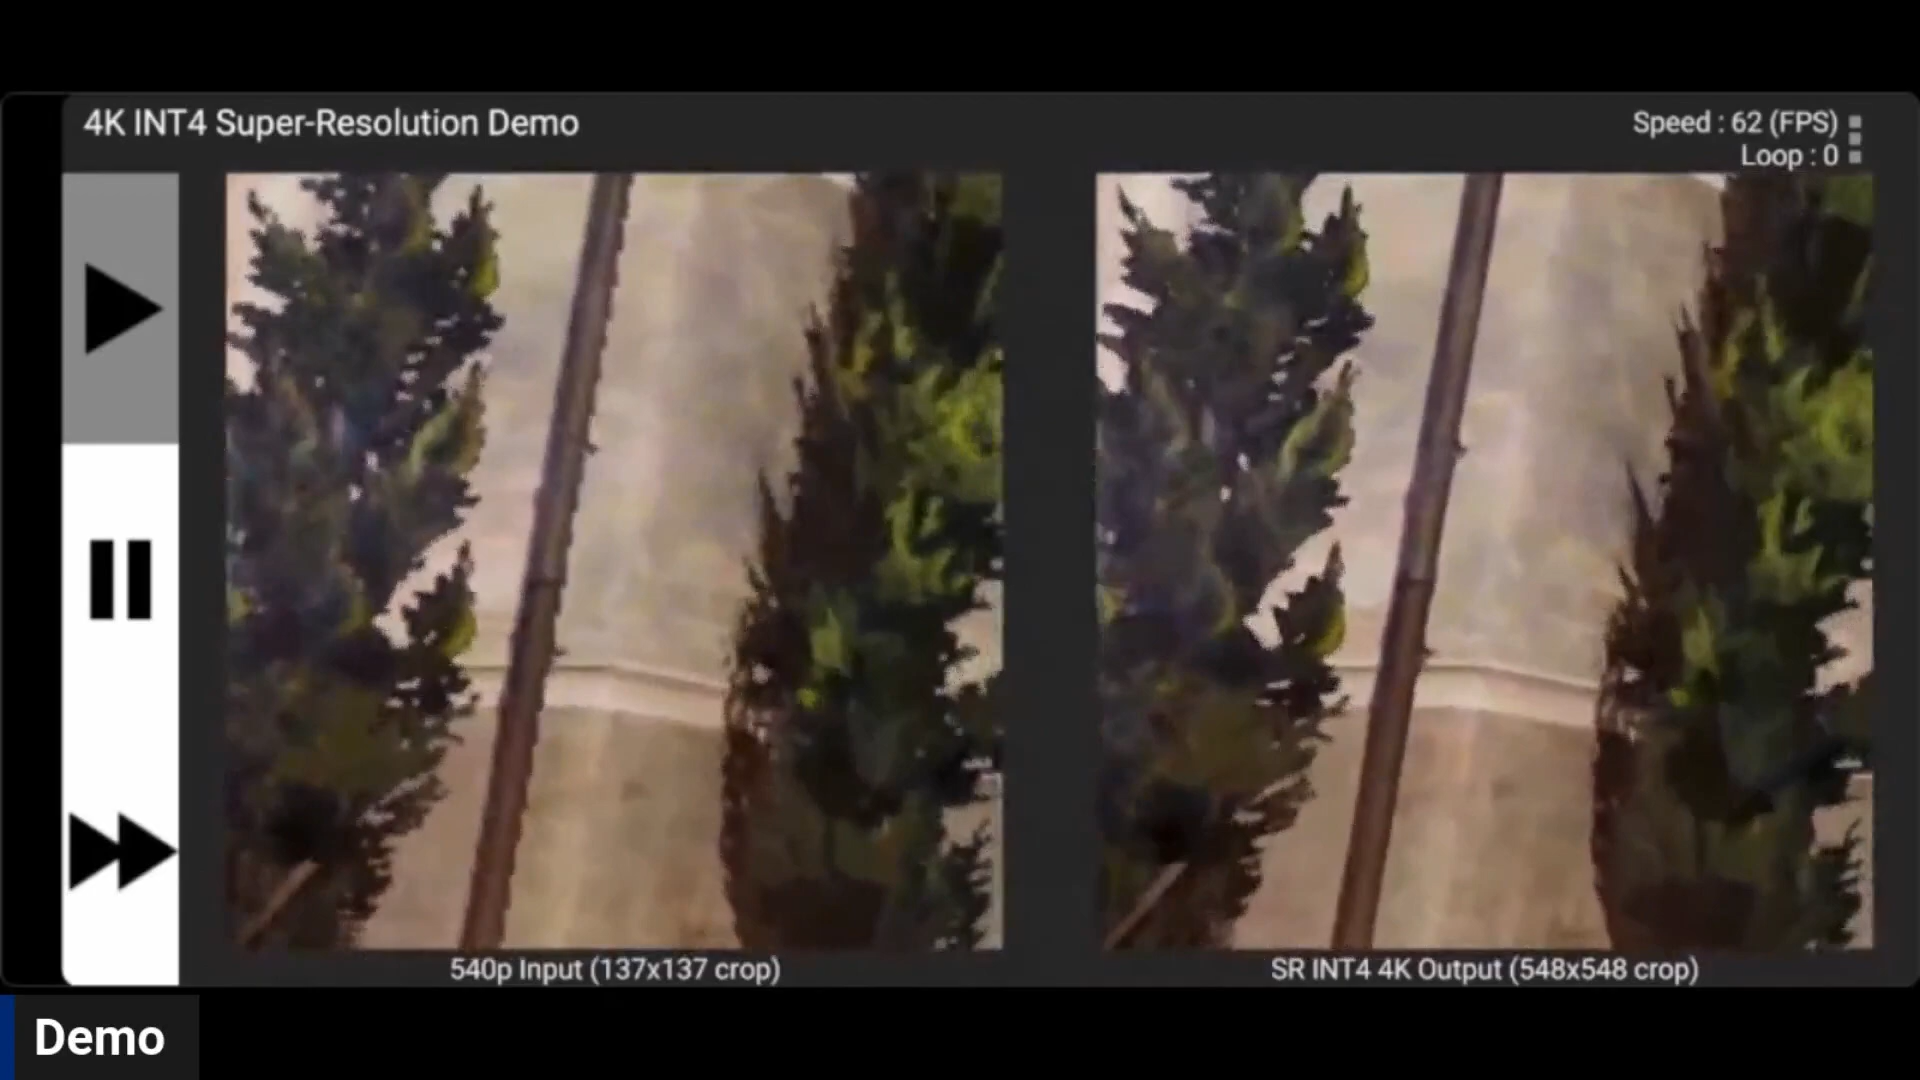 4K INT4 Super-Resolution Demo
Speed : 62 (FPS)
Loop : 0
540p Input (137x137 crop)
SR INT4 4K Output (548x548 crop)
Demo